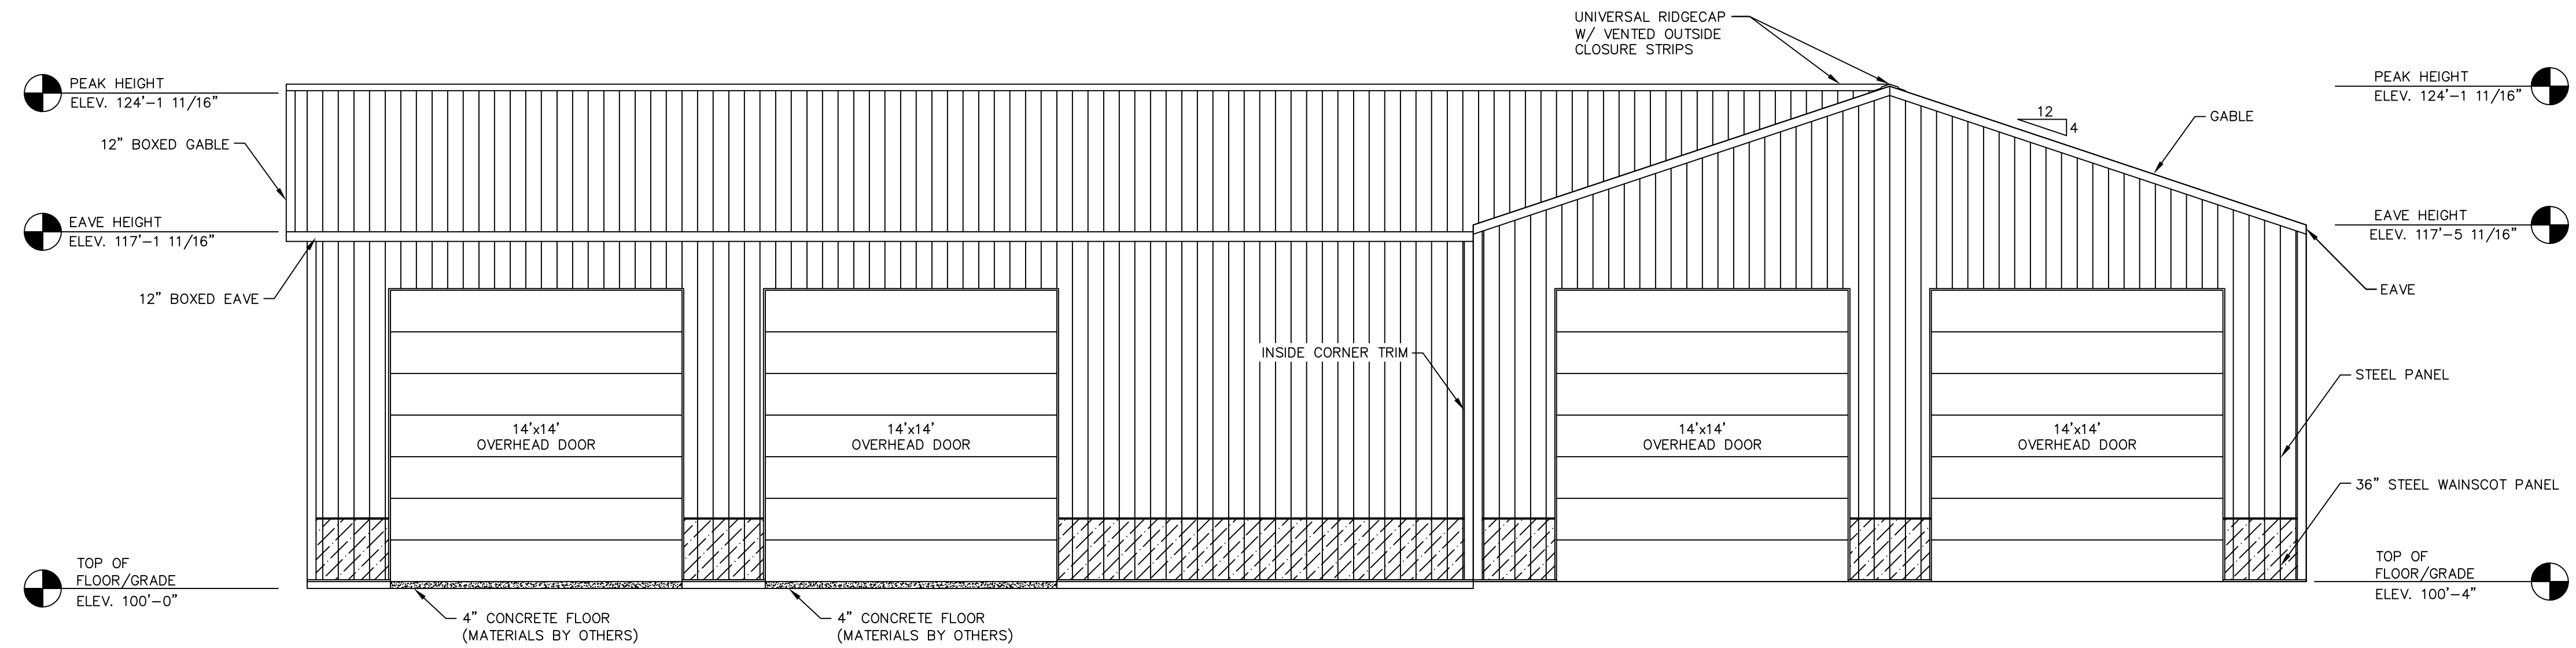 UNIVERSAL RIDGECAP
W/ VENTED OUTSIDE
CLOSURE STRIPS
PEAK HEIGHT
ELEV. 124'-1 11/16"
PEAK HEIGHT
ELEV. 124'-1 11/16"
12
4
GABLE
12" BOXED GABLE
EAVE HEIGHT
ELEV. 117'-1 11/16"
EAVE HEIGHT
ELEV. 117'-5 11/16"
12" BOXED EAVE
EAVE
INSIDE CORNER TRIM
STEEL PANEL
14'x14'
OVERHEAD DOOR
14'x14'
OVERHEAD DOOR
14'x14'
OVERHEAD DOOR
14'x14'
OVERHEAD DOOR
36" STEEL WAINSCOT PANEL
TOP OF
FLOOR/GRADE
ELEV. 100'-0"
TOP OF
FLOOR/GRADE
ELEV. 100'-4"
4" CONCRETE FLOOR
(MATERIALS BY OTHERS)
4" CONCRETE FLOOR
(MATERIALS BY OTHERS)